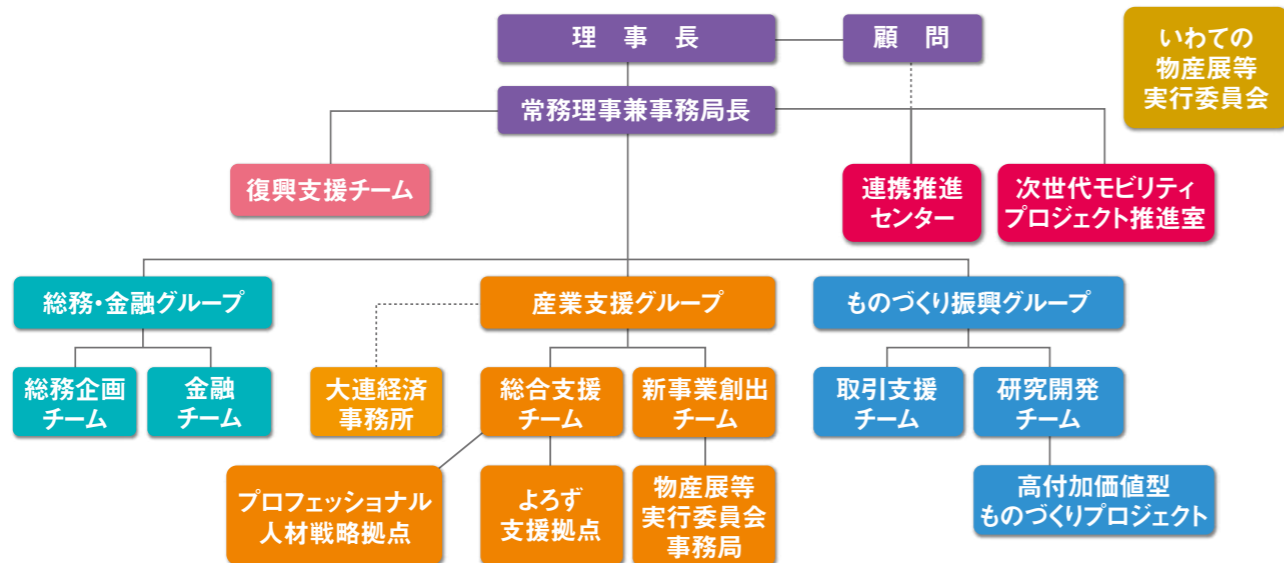 理事長
顧問
いわての
物産展等
実行委員会
常務理事兼事務局長
復興支援チーム
連携推進
センター
次世代モビリティ
プロジェクト推進室
総務・金融グループ
産業支援グループ
ものづくり振興グループ
総務企画
チーム
金融
チーム
大連経済
事務所
総合支援
チーム
新事業創出
チーム
取引支援
チーム
研究開発
チーム
プロフェッショナル
人材戦略拠点
よろず
支援拠点
物産展等
実行委員会
事務局
高付加価値型
ものづくりプロジェクト